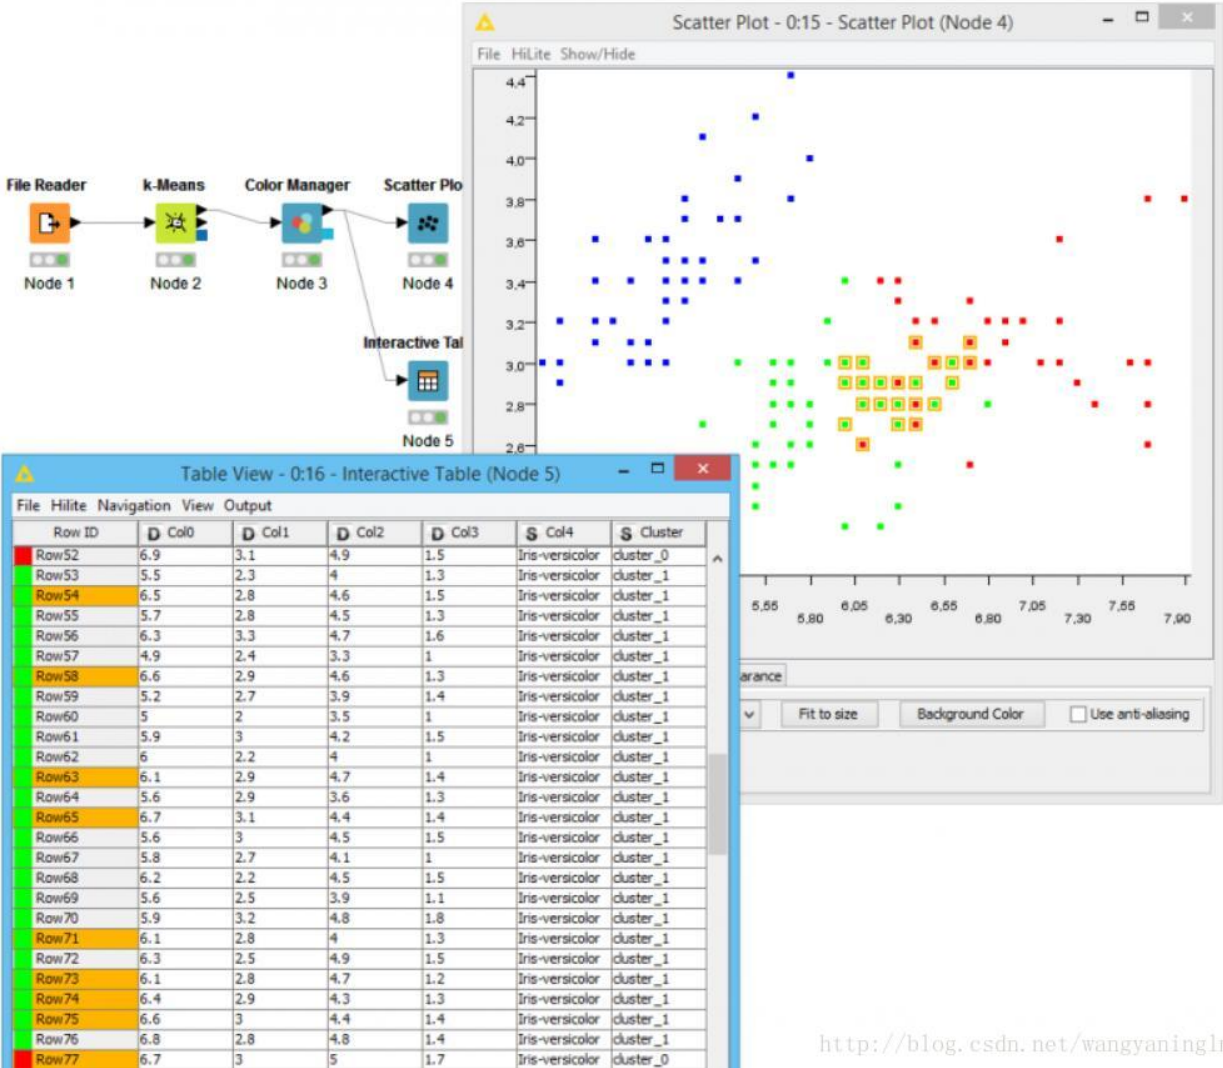 Scatter Plot - 0:15 - Scatter Plot (Node 4)
File HiLite Show/Hide
4,4
4,2
4,0
3,8
3,6
3,4
3,2
3,0
2,8
2,6
File Reader k-Means Color Manager Scatter Plo
Node 1 Node 2 Node 3 Node 4
Interactive Tal
Node 5
5,55 6,05 6,55 7,05 7,55
5,80 6,30 6,80 7,30 7,90
arance
Fit to size Background Color Use anti-aliasing
Table View - 0:16 - Interactive Table (Node 5)
File Hilite Navigation View Output
Row ID D Col0 D Col1 D Col2 D Col3 S Col4 S Cluster
Row52 6.9 3.1 4.9 1.5 Iris-versicolor cluster_0
Row53 5.5 2.3 4 1.3 Iris-versicolor cluster_1
Row54 6.5 2.8 4.6 1.5 Iris-versicolor cluster_1
Row55 5.7 2.8 4.5 1.3 Iris-versicolor cluster_1
Row56 6.3 3.3 4.7 1.6 Iris-versicolor cluster_1
Row57 4.9 2.4 3.3 1 Iris-versicolor cluster_1
Row58 6.6 2.9 4.6 1.3 Iris-versicolor cluster_1
Row59 5.2 2.7 3.9 1.4 Iris-versicolor cluster_1
Row60 5 2 3.5 1 Iris-versicolor cluster_1
Row61 5.9 3 4.2 1.5 Iris-versicolor cluster_1
Row62 6 2.2 4 1 Iris-versicolor cluster_1
Row63 6.1 2.9 4.7 1.4 Iris-versicolor cluster_1
Row64 5.6 2.9 3.6 1.3 Iris-versicolor cluster_1
Row65 6.7 3.1 4.4 1.4 Iris-versicolor cluster_1
Row66 5.6 3 4.5 1.5 Iris-versicolor cluster_1
Row67 5.8 2.7 4.1 1 Iris-versicolor cluster_1
Row68 6.2 2.2 4.5 1.5 Iris-versicolor cluster_1
Row69 5.6 2.5 3.9 1.1 Iris-versicolor cluster_1
Row70 5.9 3.2 4.8 1.8 Iris-versicolor cluster_1
Row71 6.1 2.8 4 1.3 Iris-versicolor cluster_1
Row72 6.3 2.5 4.9 1.5 Iris-versicolor cluster_1
Row73 6.1 2.8 4.7 1.2 Iris-versicolor cluster_1
Row74 6.4 2.9 4.3 1.3 Iris-versicolor cluster_1
Row75 6.6 3 4.4 1.4 Iris-versicolor cluster_1
Row76 6.8 2.8 4.8 1.4 Iris-versicolor cluster_1
Row77 6.7 3 5 1.7 Iris-versicolor cluster_0
http://blog.csdn.net/wangyaningl